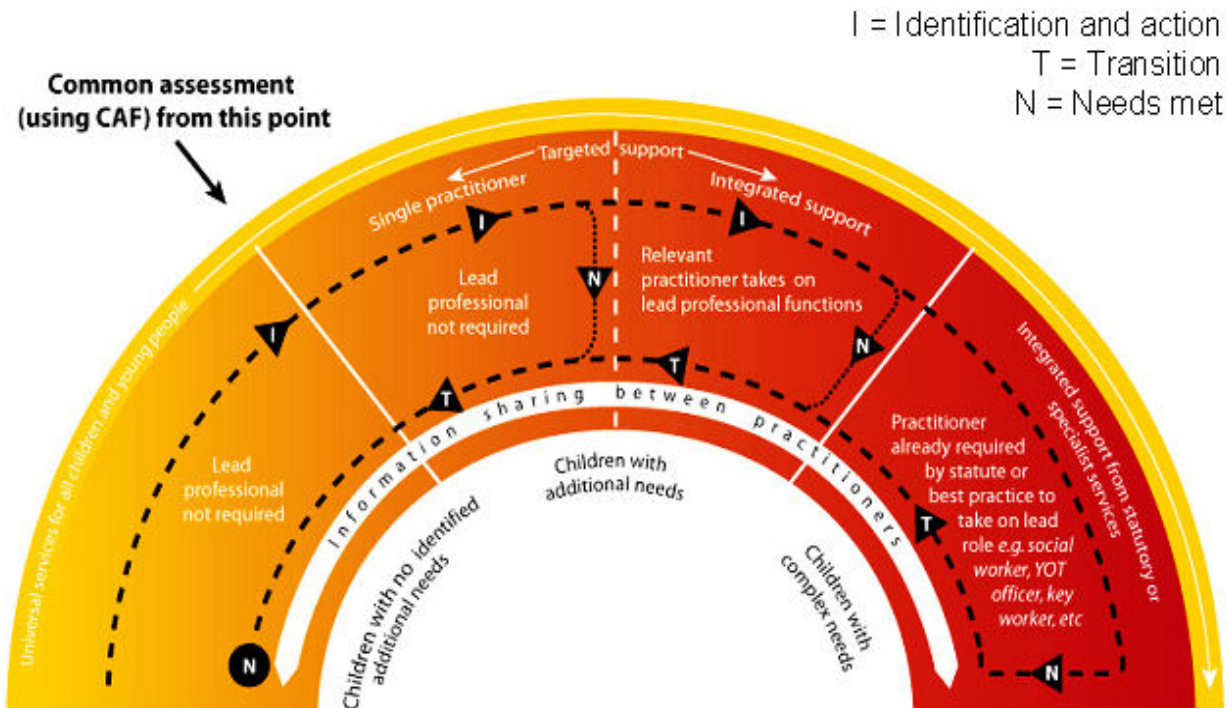 I = Identification and action
T = Transition
N = Needs met
Common assessment
(using CAF) from this point
Targeted support
Single practitioner
Integrated support
I
I
I
Lead
professional
not required
N
Relevant
practitioner takes on
lead professional functions
N
T
T
Universal services for all children and young people
Integrated support from statutory or
specialist services
Information sharing between practitioners
Lead
professional
not required
Practitioner
already required
by statute or
best practice to
take on lead
role e.g. social
worker, YOT
officer, key
worker, etc
T
N
N
Children with no identified
additional needs
Children with
additional needs
Children with
complex needs